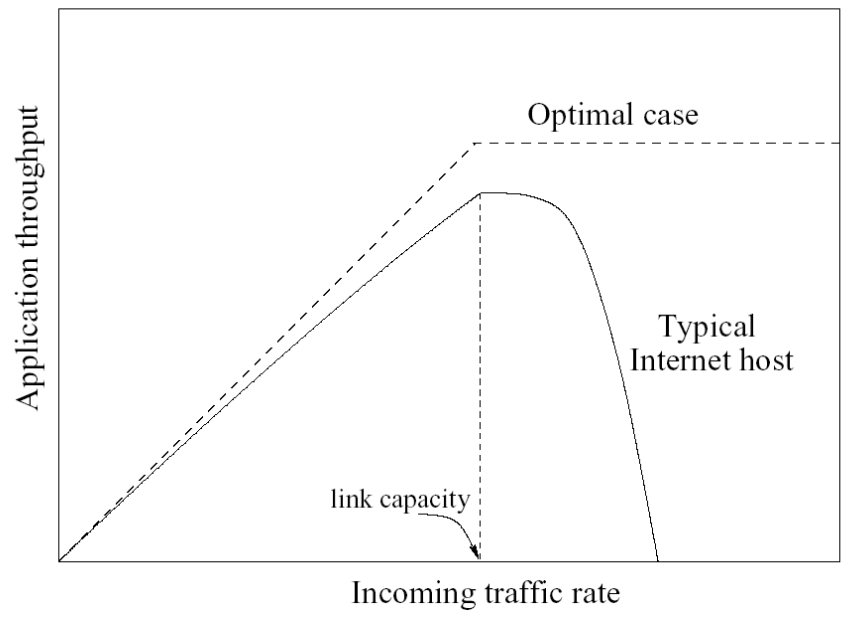 Optimal case
Application throughput
Typical
Internet host
link capacity
Incoming traffic rate